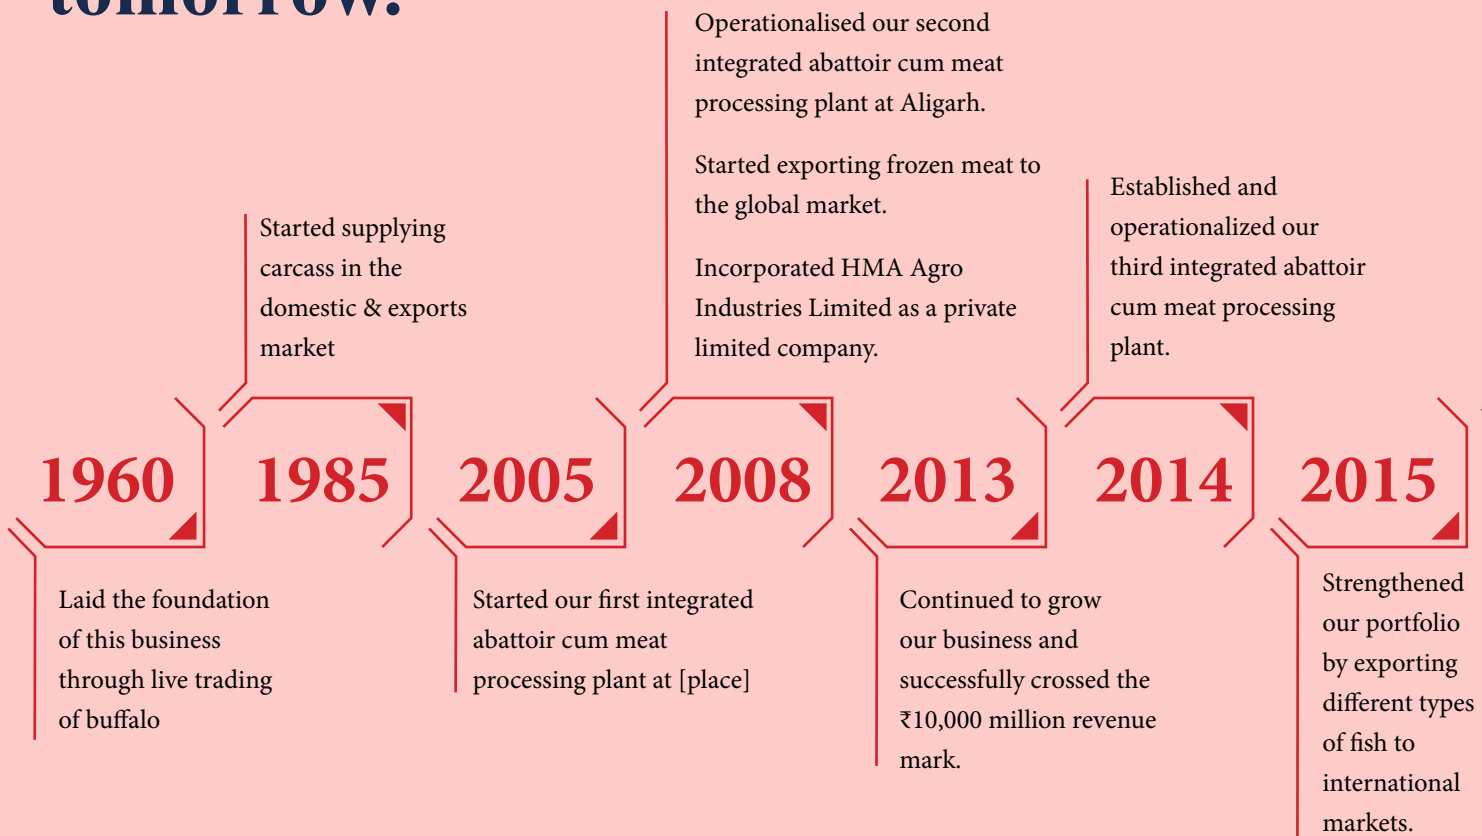 tomorrow.
Operationalised our second
integrated abattoir cum meat
processing plant at Aligarh.
Started exporting frozen meat to
the global market.
Incorporated HMA Agro
Industries Limited as a private
limited company.
Established and
operationalized our
third integrated abattoir
cum meat processing
plant.
Started supplying
carcass in the
domestic & exports
market
1960
1985
2005
2008
2013
2014
2015
Laid the foundation
of this business
through live trading
of buffalo
Started our first integrated
abattoir cum meat
processing plant at [place]
Continued to grow
our business and
successfully crossed the
₹10,000 million revenue
mark.
Strengthened
our portfolio
by exporting
different types
of fish to
international
markets.